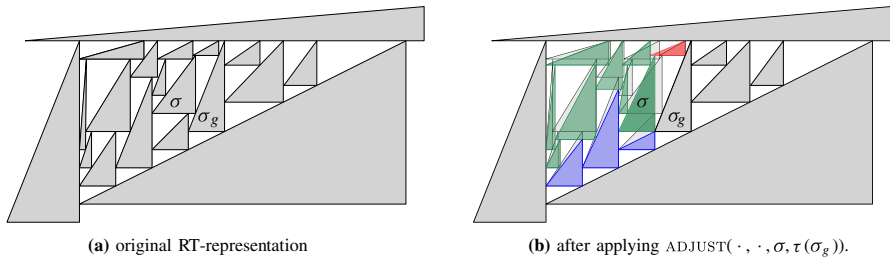 σ
σg
σ
σg
(a) original RT-representation
(b) after applying ADJUST( · , · , σ, τ(σg)).